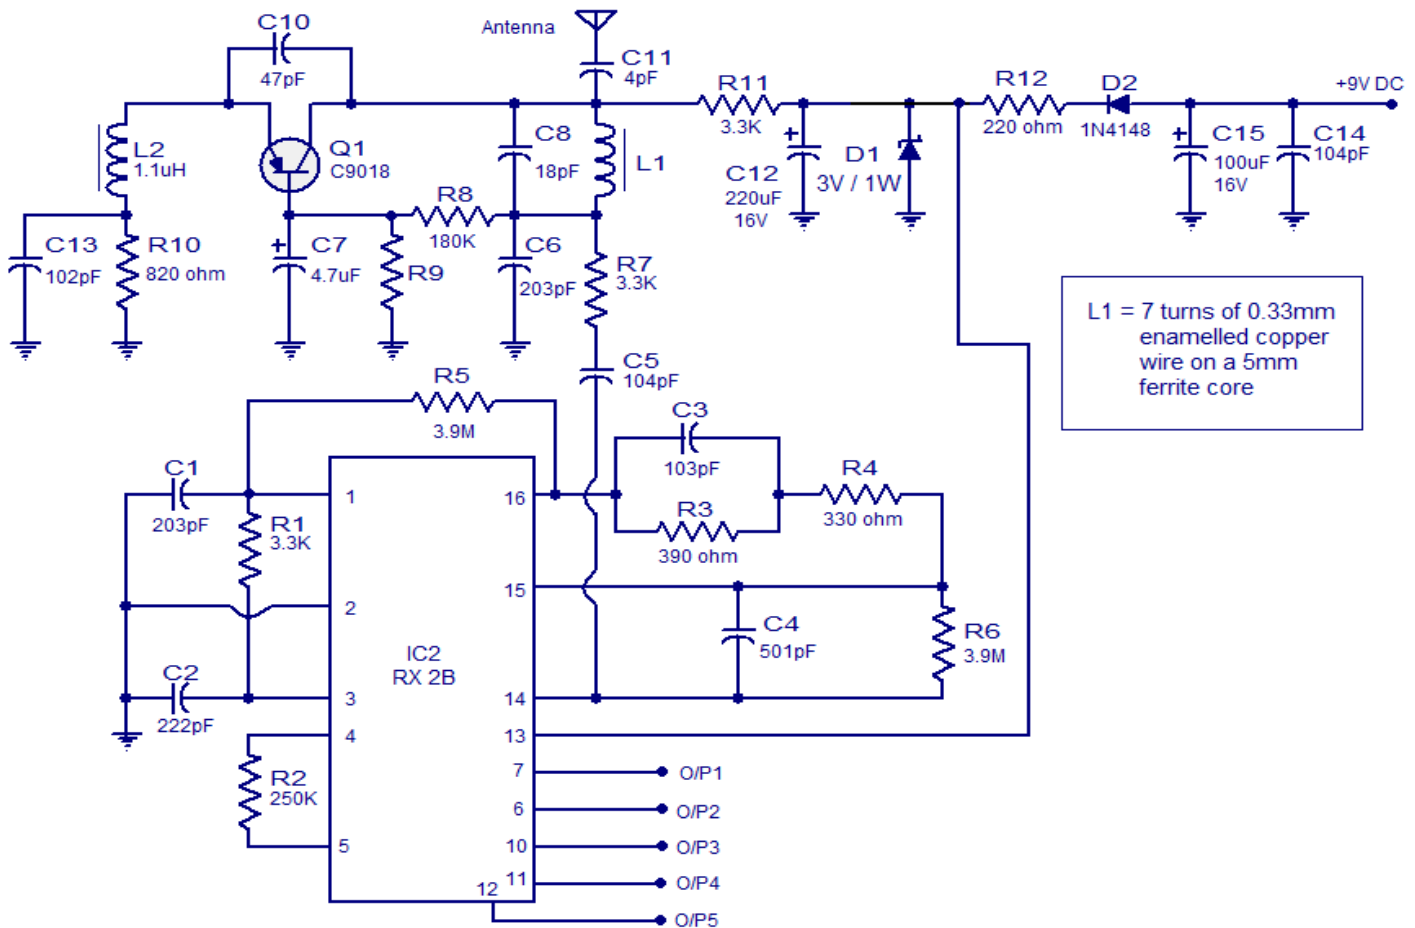 C10
47pF
Antenna
C11
4pF
R11
3.3K
R12
220 ohm
D2
1N4148
+9V DC
L2
1.1uH
Q1
C9018
C8
18pF
L1
+
C12
220uF
16V
D1
3V / 1W
+
C15
100uF
16V
C14
104pF
C13
102pF
R10
820 ohm
+
C7
4.7uF
R8
180K
R9
C6
203pF
R7
3.3K
L1 = 7 turns of 0.33mm
enamelled copper
wire on a 5mm
ferrite core
C5
104pF
R5
3.9M
C3
103pF
R3
390 ohm
R4
330 ohm
C1
203pF
R1
3.3K
C2
222pF
R2
250K
1
2
3
4
5
IC2
RX 2B
16
15
14
13
7
6
10
11
12
C4
501pF
R6
3.9M
O/P1
O/P2
O/P3
O/P4
O/P5